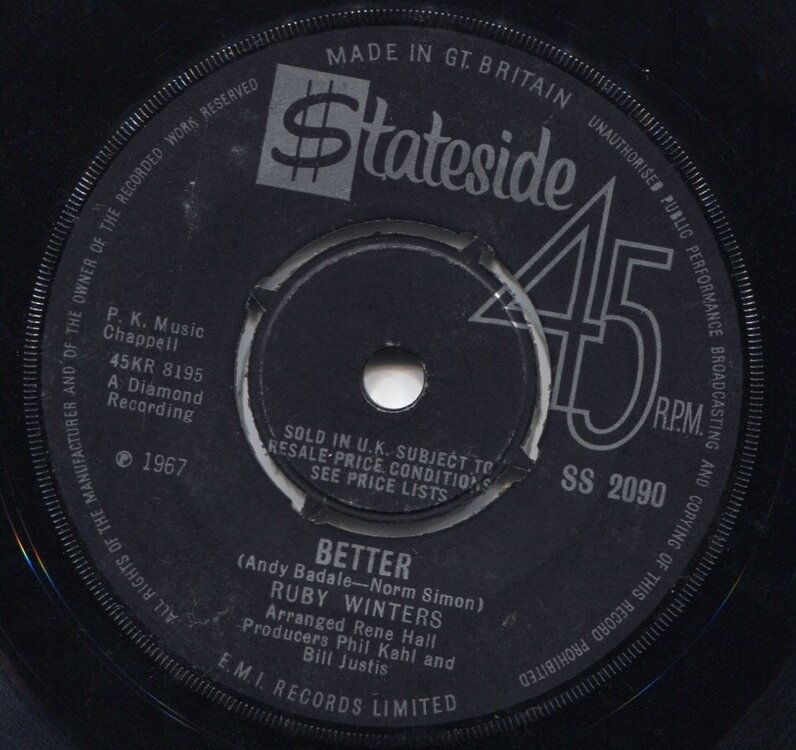 MADE IN GT. BRITAIN
$tateside
45
R.P.M.
UNAUTHORISED PUBLIC PERFORMANCE BROADCASTING AND COPYING OF THIS RECORD PROHIBITED
ALL RIGHTS OF THE MANUFACTURER AND OF THE OWNER OF THE RECORDED WORK RESERVED
P. K. Music
Chappell
45KR 8195
A Diamond
Recording
℗ 1967
SOLD IN U.K. SUBJECT TO
RESALE PRICE CONDITIONS
SEE PRICE LISTS
SS 2090
BETTER
(Andy Badale—Norm Simon)
RUBY WINTERS
Arranged Rene Hall
Producers Phil Kahl and
Bill Justis
E.M.I. RECORDS LIMITED